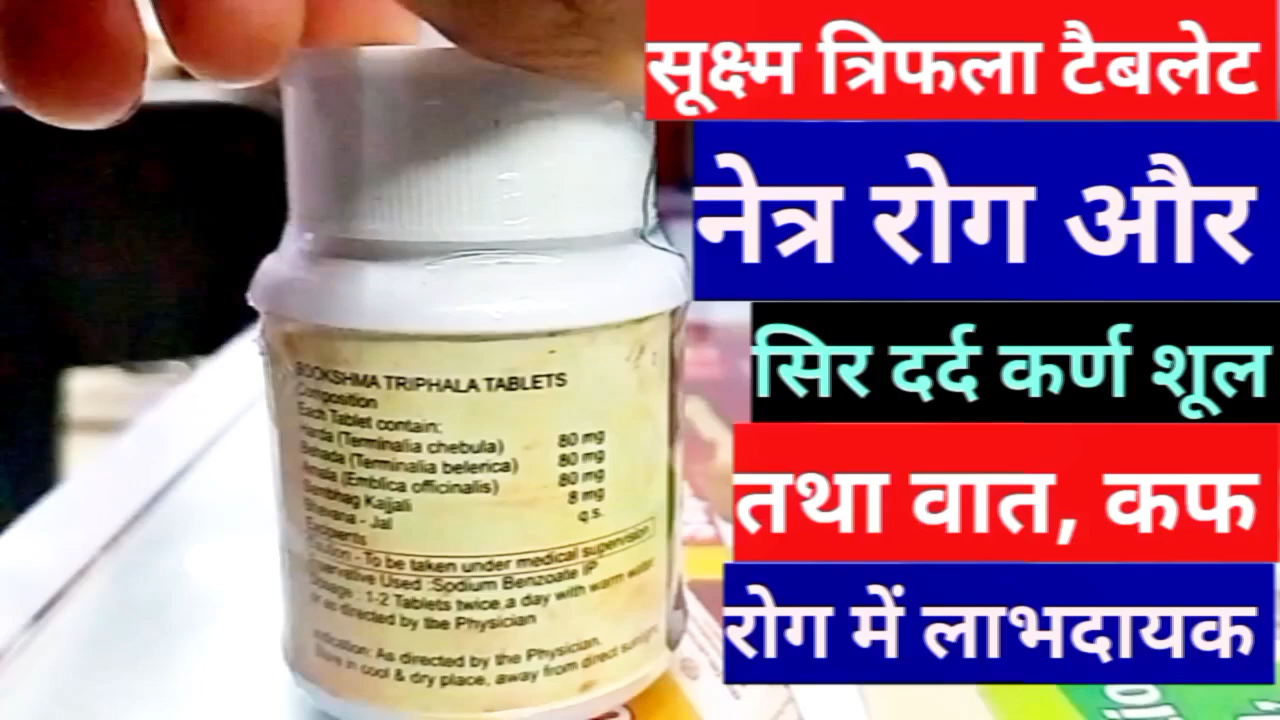 सूक्ष्म त्रिफला टैबलेट
नेत्र रोग और
सिर दर्द कर्ण शूल
तथा वात, कफ
रोग में लाभदायक
SOOKSHMA TRIPHALA TABLETS
Composition
Each Tablet contain:
Harda (Terminalia chebula) 80 mg
Behada (Terminalia belerica) 80 mg
Amala (Emblica officinalis) 80 mg
Sambhag Kajjali 8 mg
Bhavana - Jal q.s.
Excipients
- To be taken under medical supervision
Used :Sodium Benzoate IP
Dosage : 1-2 Tablets twice a day with warm water
or as directed by the Physician
As directed by the Physician.
Store in cool & dry place, away from direct sunlight